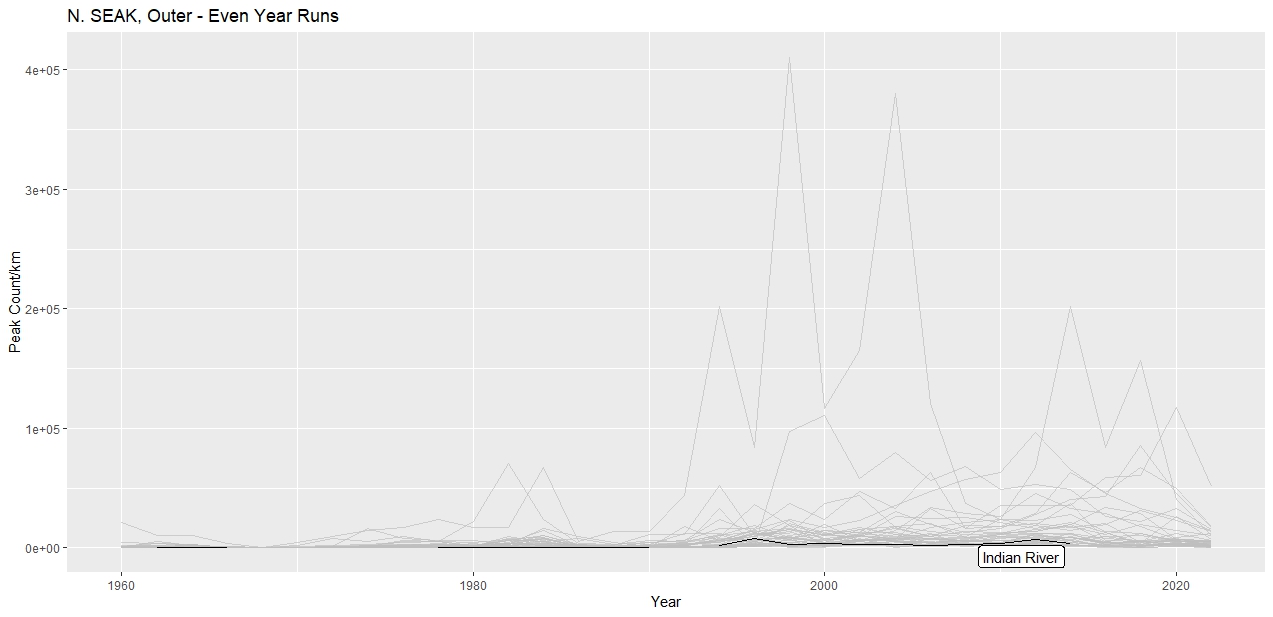 N. SEAK, Outer - Even Year Runs
4e+05
3e+05
2e+05
1e+05
0e+00
Peak Count/km
Indian River
1960 1980 2000 2020
Year